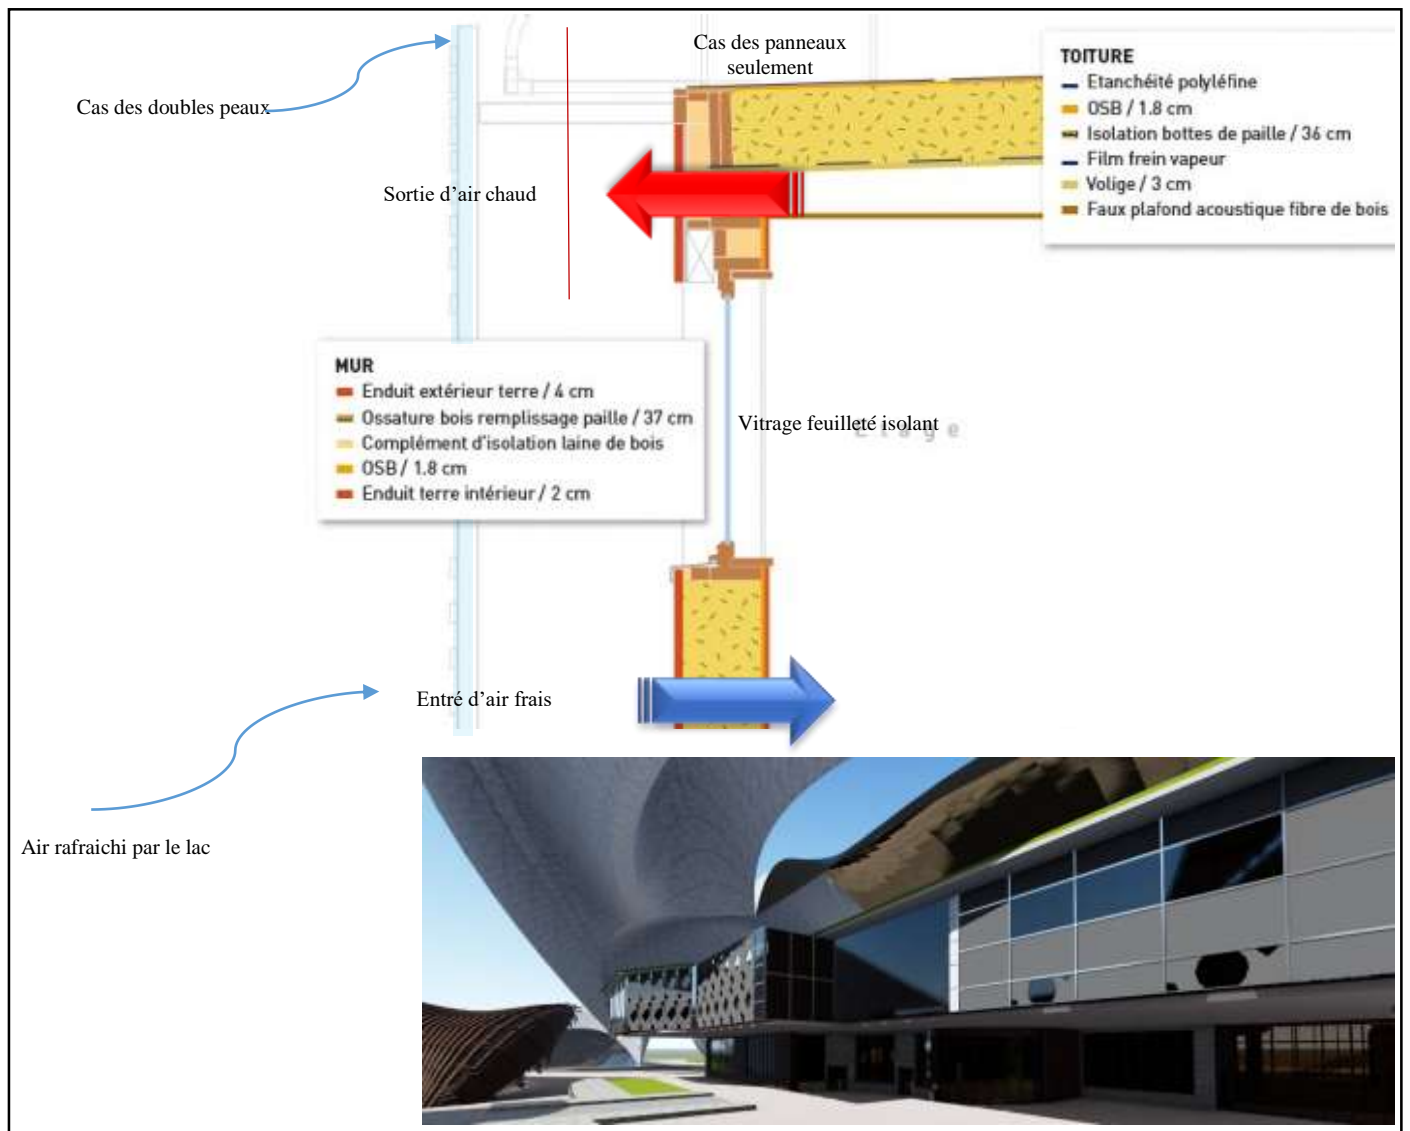 Cas des panneaux
seulement
Cas des doubles peaux
TOITURE
Etanchéité polyléfine
OSB / 1.8 cm
Isolation bottes de paille / 36 cm
Film frein vapeur
Volige / 3 cm
Faux plafond acoustique fibre de bois
Sortie d'air chaud
MUR
Enduit extérieur terre / 4 cm
Ossature bois remplissage paille / 37 cm
Complément d'isolation laine de bois
OSB / 1.8 cm
Enduit terre intérieur / 2 cm
Vitrage feuilleté isolant
Entré d'air frais
Air rafraichi par le lac